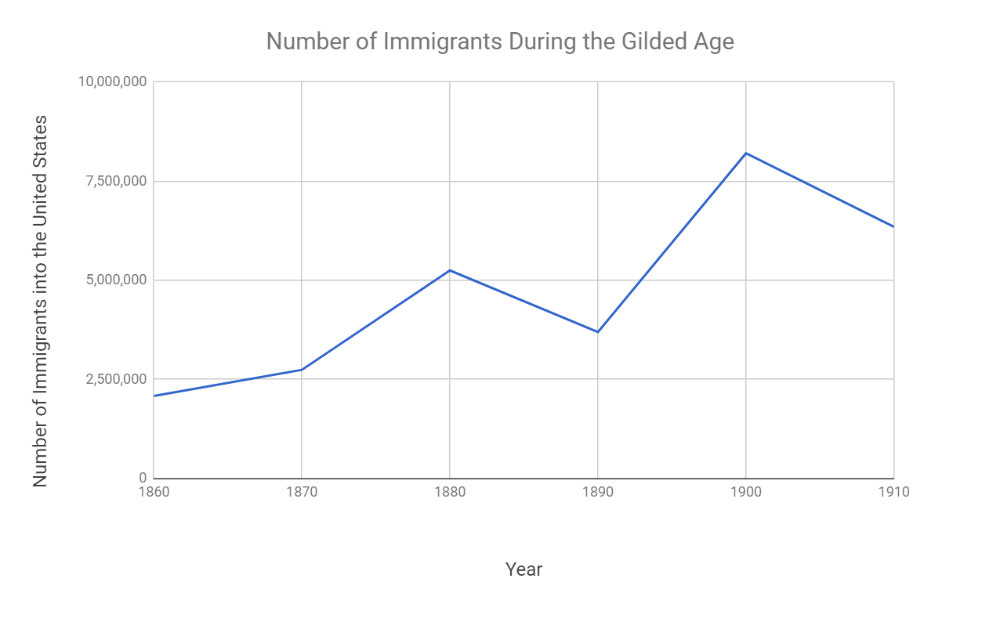 Number of Immigrants During the Gilded Age
Number of Immigrants into the United States
10,000,000
7,500,000
5,000,000
2,500,000
0
1860 1870 1880 1890 1900 1910
Year